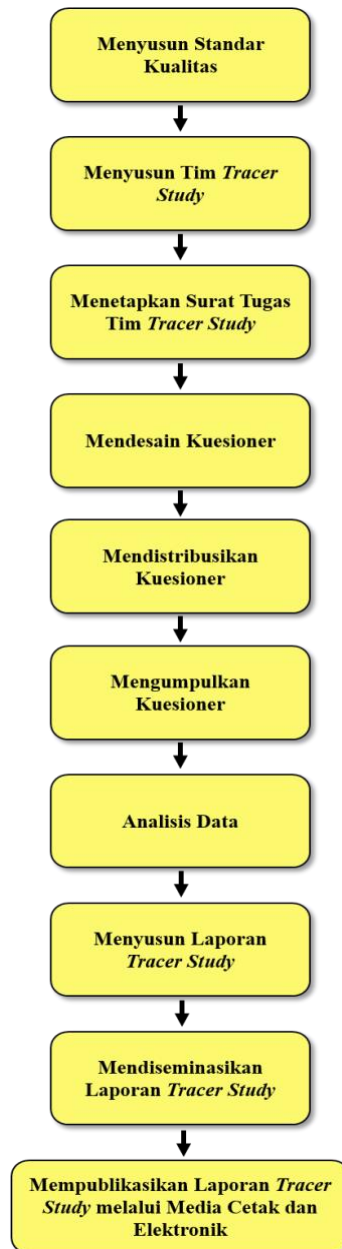 Menyusun Standar
Kualitas
Menyusun Tim Tracer
Study
Menetapkan Surat Tugas
Tim Tracer Study
Mendesain Kuesioner
Mendistribusikan
Kuesioner
Mengumpulkan
Kuesioner
Analisis Data
Menyusun Laporan
Tracer Study
Mendiseminasikan
Laporan Tracer Study
Mempublikasikan Laporan Tracer
Study melalui Media Cetak dan
Elektronik